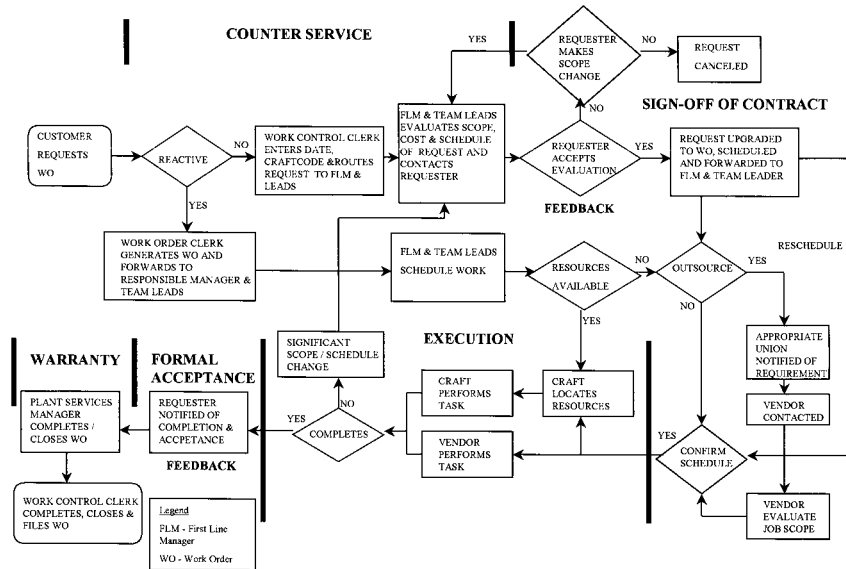 COUNTER SERVICE
YES
REQUESTER
MAKES
SCOPE
CHANGE
NO
REQUEST
CANCELED
SIGN-OFF OF CONTRACT
CUSTOMER
REQUESTS
WO
REACTIVE
NO
WORK CONTROL CLERK
ENTERS DATE,
CRAFTCODE &ROUTES
REQUEST TO FLM &
LEADS
FLM & TEAM LEADS
EVALUATES SCOPE,
COST & SCHEDULE
OF REQUEST AND
CONTACTS
REQUESTER
NO
REQUESTER
ACCEPTS
EVALUATION
YES
REQUEST UPGRADED
TO WO, SCHEDULED
AND FORWARDED TO
FLM & TEAM LEADER
FEEDBACK
YES
WORK ORDER CLERK
GENERATES WO AND
FORWARDS TO
RESPONSIBLE MANAGER &
TEAM LEADS
FLM & TEAM LEADS
SCHEDULE WORK
RESOURCES
AVAILABLE
NO
OUTSOURCE
YES
RESCHEDULE
NO
YES
WARRANTY
FORMAL
ACCEPTANCE
SIGNIFICANT
SCOPE / SCHEDULE
CHANGE
EXECUTION
APPROPRIATE
UNION
NOTIFIED OF
REQUIREMENT
PLANT SERVICES
MANAGER
COMPLETES /
CLOSES WO
REQUESTER
NOTIFIED OF
COMPLETION &
ACCPETANCE
YES
NO
COMPLETES
CRAFT
PERFORMS
TASK
CRAFT
LOCATES
RESOURCES
VENDOR
CONTACTED
FEEDBACK
VENDOR
PERFORMS
TASK
YES
CONFIRM
SCHEDULE
WORK CONTROL CLERK
COMPLETES, CLOSES &
FILES WO
Legend
FLM - First Line
Manager
WO - Work Order
VENDOR
EVALUATE
JOB SCOPE